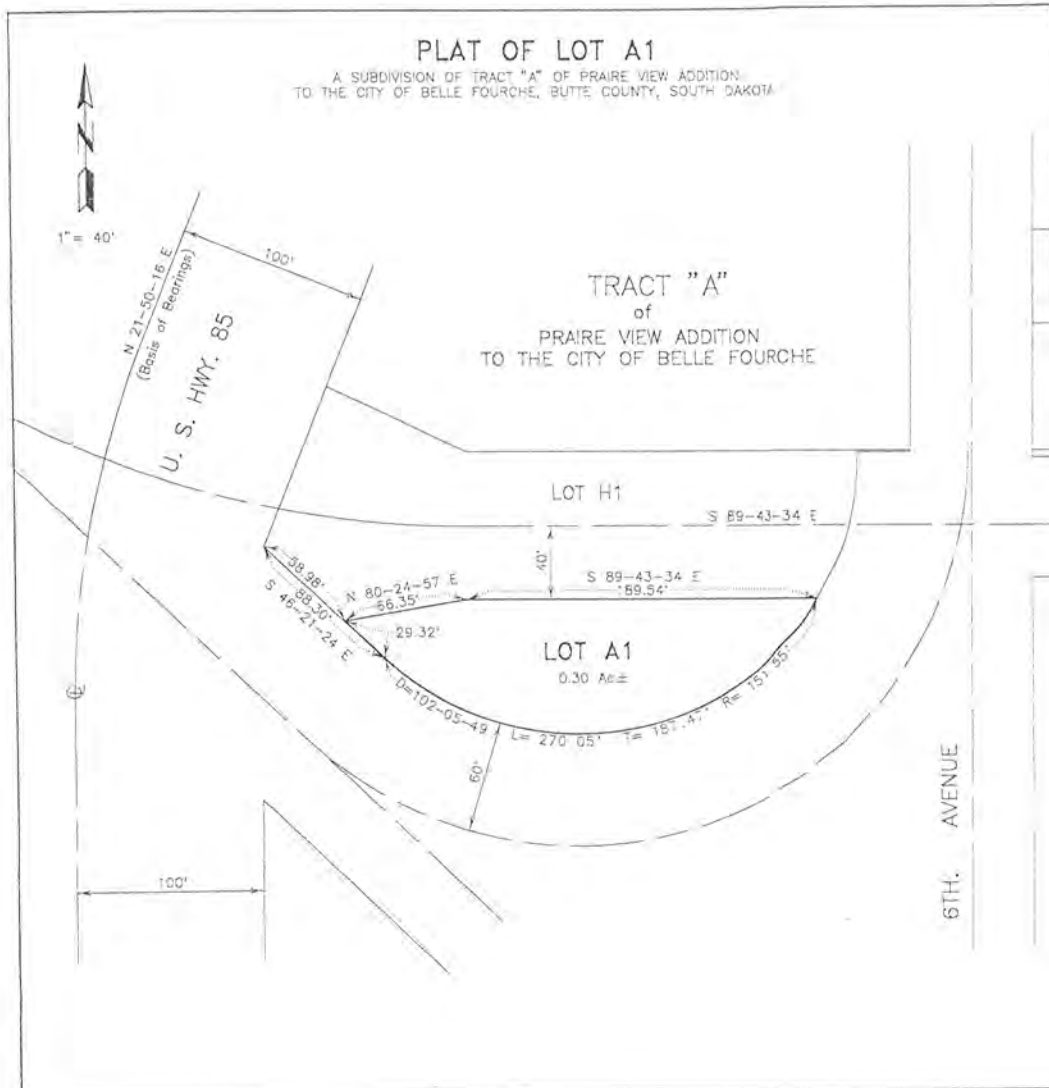 PLAT OF LOT A1
A SUBDIVISION OF TRACT "A" OF PRAIRE VIEW ADDITION
TO THE CITY OF BELLE FOURCHE, BUTTE COUNTY, SOUTH DAKOTA
N
1"= 40'
N 21-50-16 E
(Basis of Bearings)
U. S. HWY. 85
100'
TRACT "A"
of
PRAIRE VIEW ADDITION
TO THE CITY OF BELLE FOURCHE
LOT H1
S 89-43-34 E
40'
58.98'
88.30'
S 46-21-24 E
N 80-24-57 E
66.35'
S 89-43-34 E
29.32'
LOT A1
0.30 Ac±
D=102-05-49
L= 270.05'
R= 151.55'
60'
℄
100'
6TH. AVENUE